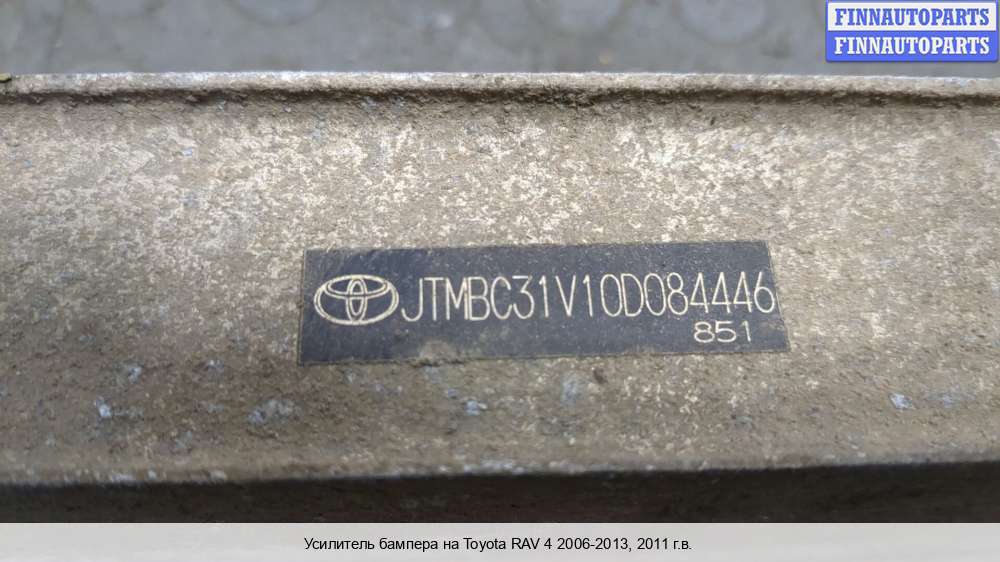 FINNAUTOPARTS
FINNAUTOPARTS
JTMBC31V10D084446
851
Усилитель бампера на Toyota RAV 4 2006-2013, 2011 г.в.